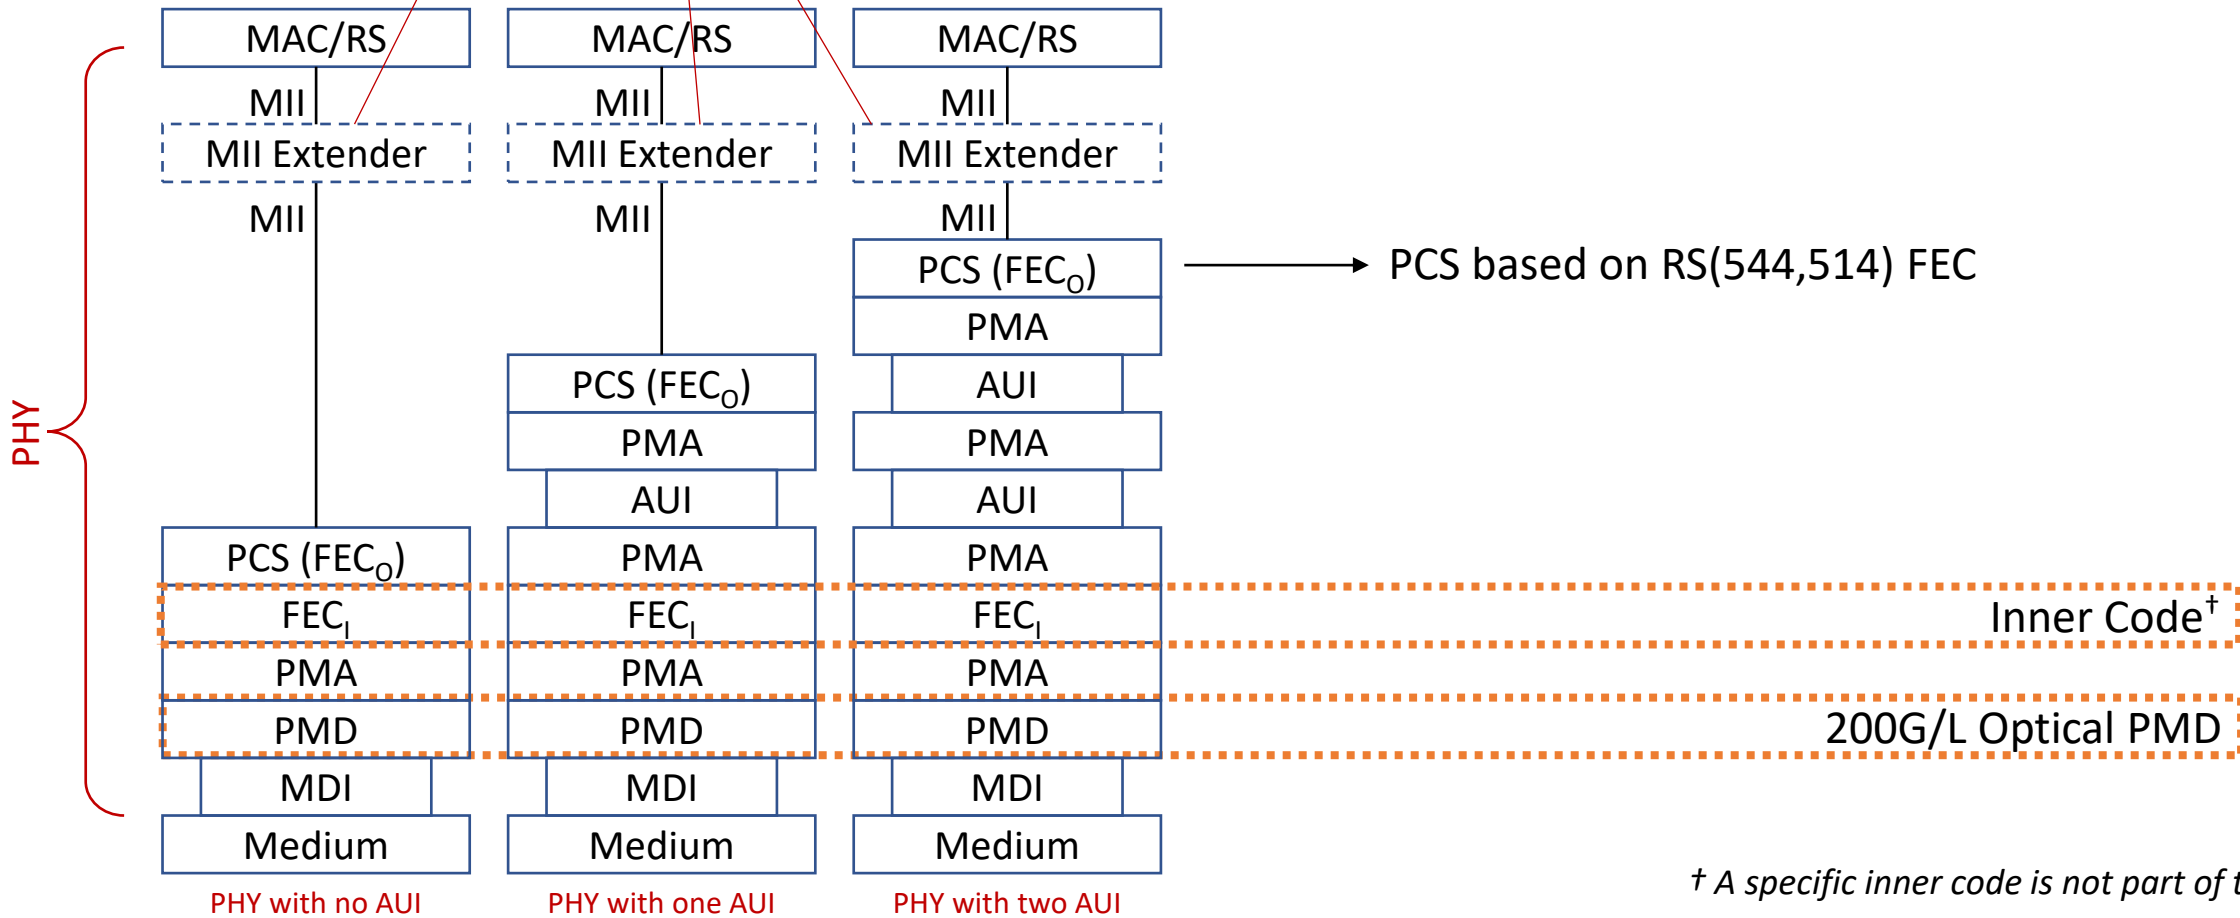 MAC/RS MAC/RS MAC/RS
MII MII MII
MII Extender MII Extender MII Extender
MII MII MII
PCS (FECO) PCS based on RS(544,514) FEC
PMA
PCS (FECO) AUI
PHY
PMA PMA
AUI AUI
PCS (FECO) PMA PMA
FECI FECI FECI Inner Code†
PMA PMA PMA
PMD PMD PMD 200G/L Optical PMD
MDI MDI MDI
Medium Medium Medium
† A specific inner code is not part of
PHY with no AUI PHY with one AUI PHY with two AUI